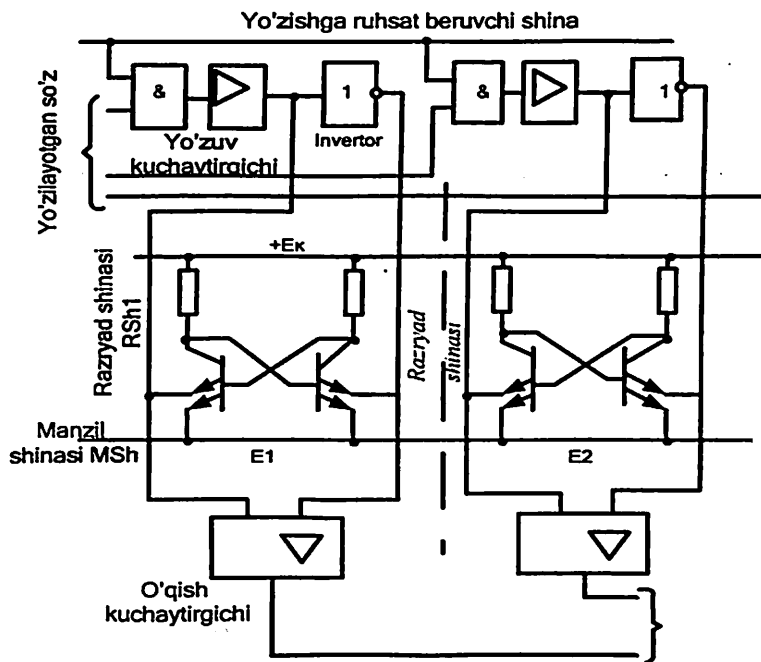 Yo'zishga ruhsat beruvchi shina
&
1
&
1
Yo'zuv
kuchaytirgichi
Invertor
Yo'zilayotgan so'z
+Eк
Razryad shinasi
RSh1
Razryad
shinasi
Manzil
shinasi MSh
E1
E2
O'qish
kuchaytirgichi